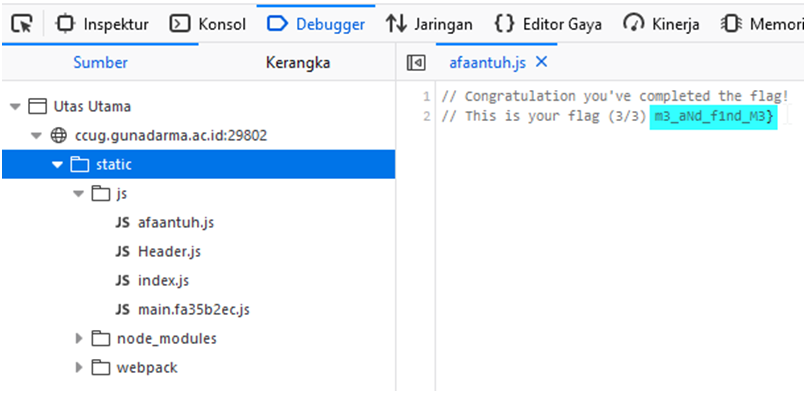 Inspektur Konsol Debugger Jaringan {} Editor Gaya Kinerja Memori
Sumber Kerangka
afaantuh.js
Utas Utama
ccug.gunadarma.ac.id:29802
static
js
JS afaantuh.js
JS Header.js
JS index.js
JS main.fa35b2ec.js
node_modules
webpack
1 // Congratulation you've completed the flag!
2 // This is your flag (3/3) m3_aNd_f1nd_M3}